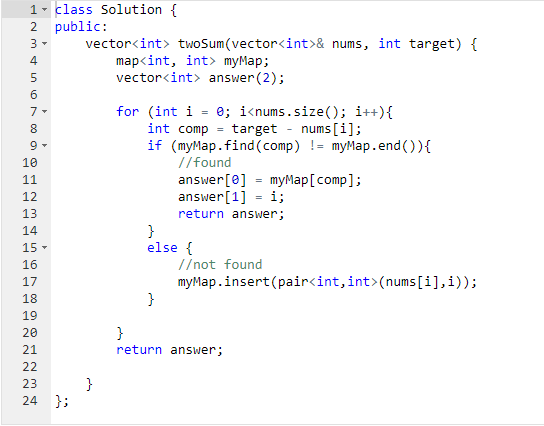 1 class Solution {
2 public:
3     vector<int> twoSum(vector<int>& nums, int target) {
4         map<int, int> myMap;
5         vector<int> answer(2);
6
7         for (int i = 0; i<nums.size(); i++){
8             int comp = target - nums[i];
9             if (myMap.find(comp) != myMap.end()){
10                 //found
11                 answer[0] = myMap[comp];
12                 answer[1] = i;
13                 return answer;
14             }
15             else {
16                 //not found
17                 myMap.insert(pair<int,int>(nums[i],i));
18             }
19
20         }
21         return answer;
22
23     }
24 };